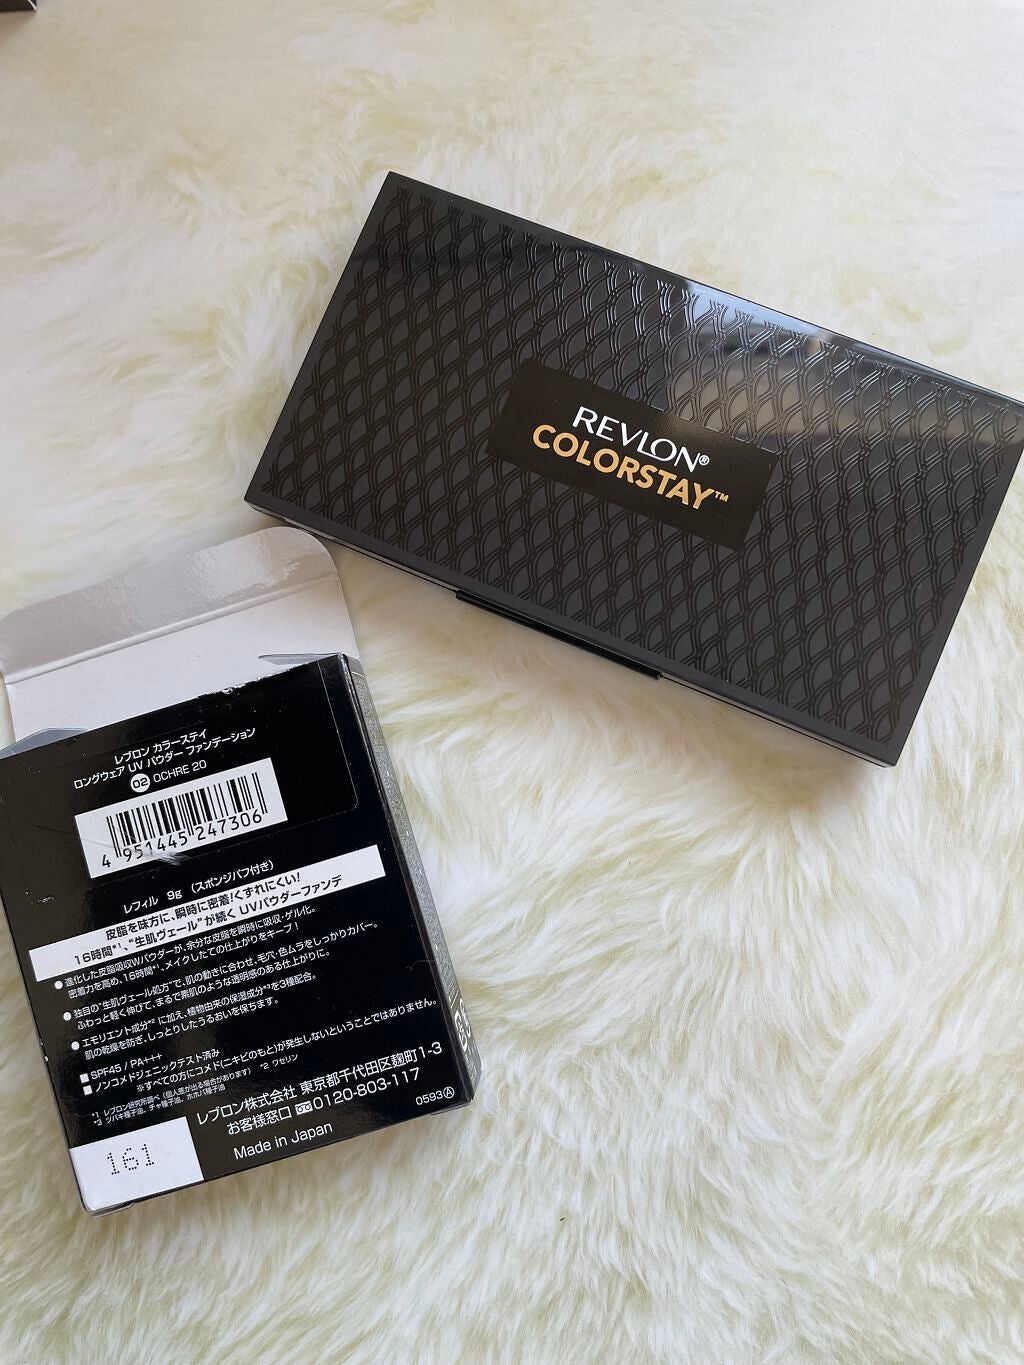 REVLON®
COLORSTAY™
レブロン カラーステイ
ロングウェア UV パウダー ファンデーション
02 OCHRE 20
4 951445 247306
レフィル 9g （スポンジパフ付き）
皮脂を味方に、瞬時に密着!くずれにくい!
16時間*1、"生肌ヴェール"が続く UVパウダーファンデ
●進化した皮脂吸収Wパウダーが、余分な皮脂を瞬時に吸収・ゲル化。
密着力を高め、16時間*1、メイクしたての仕上がりをキープ！
●独自の"生肌ヴェール処方"で、肌の動きに合わせ、毛穴・色ムラをしっかりカバー。
ふわっと軽く伸びて、まるで素肌のような透明感のある仕上がりに。
●エモリエント成分*2 に加え、植物由来の保湿成分*3を3種配合。
肌の乾燥を防ぎ、しっとりしたうるおいを保ちます。
■SPF45 / PA+++
■ノンコメドジェニックテスト済み
※すべての方にコメド(ニキビのもと)が発生しないということではありません。
*1 レブロン研究所調べ（個人差が出る場合があります） *2 ワセリン
*3 ツバキ種子油、チャ種子油、ホホバ種子油
レブロン株式会社 東京都千代田区麹町1-3
お客様窓口 0120-803-117
Made in Japan
0593Ⓐ
161